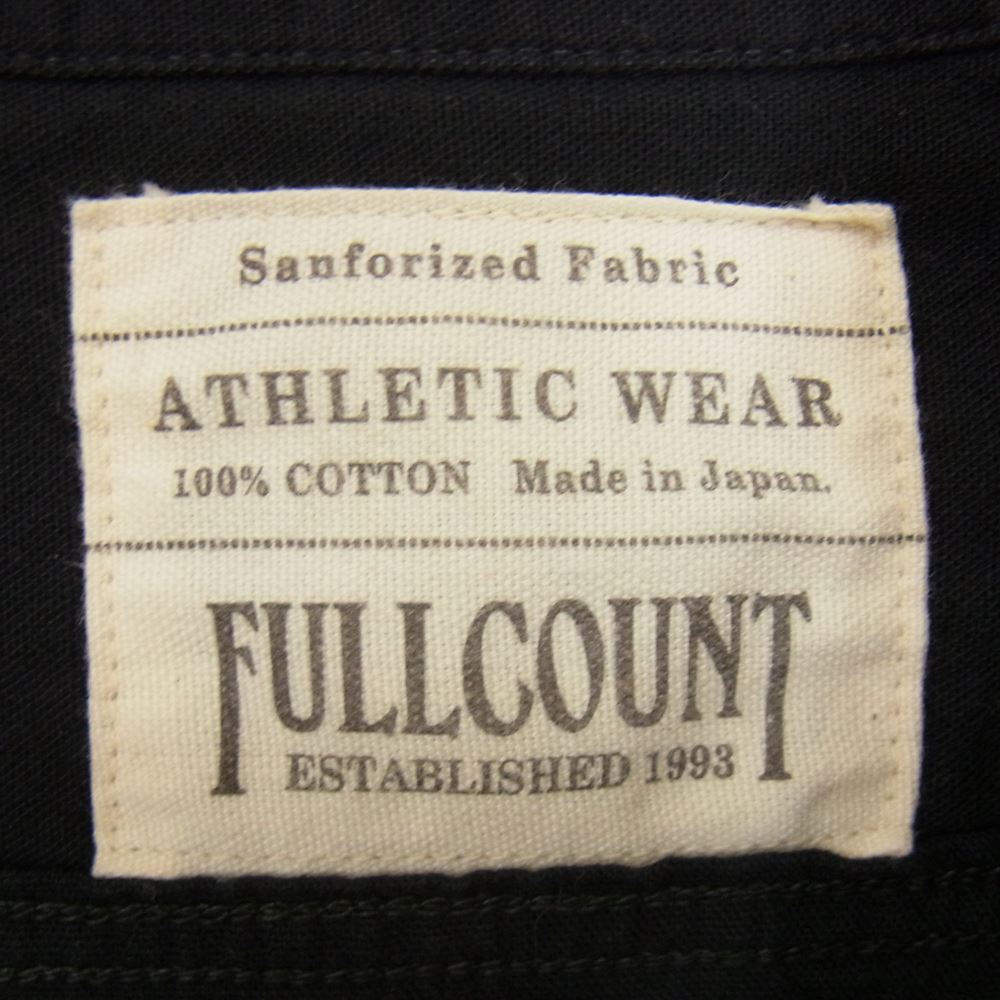 Sanforized Fabric
ATHLETIC WEAR
100% COTTON Made in Japan.
FULLCOUNT
ESTABLISHED 1993